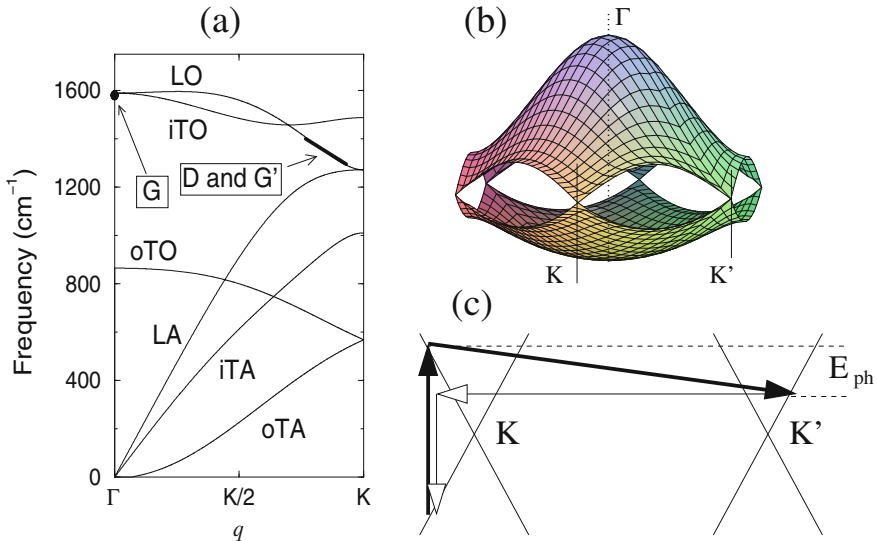 (a)
Frequency (cm⁻¹)
1600
1200
800
400
0
LO
iTO
G
D and G'
oTO
LA
iTA
oTA
Γ
K/2
K
q
(b)
Γ
K
K'
(c)
E ph
K
K'